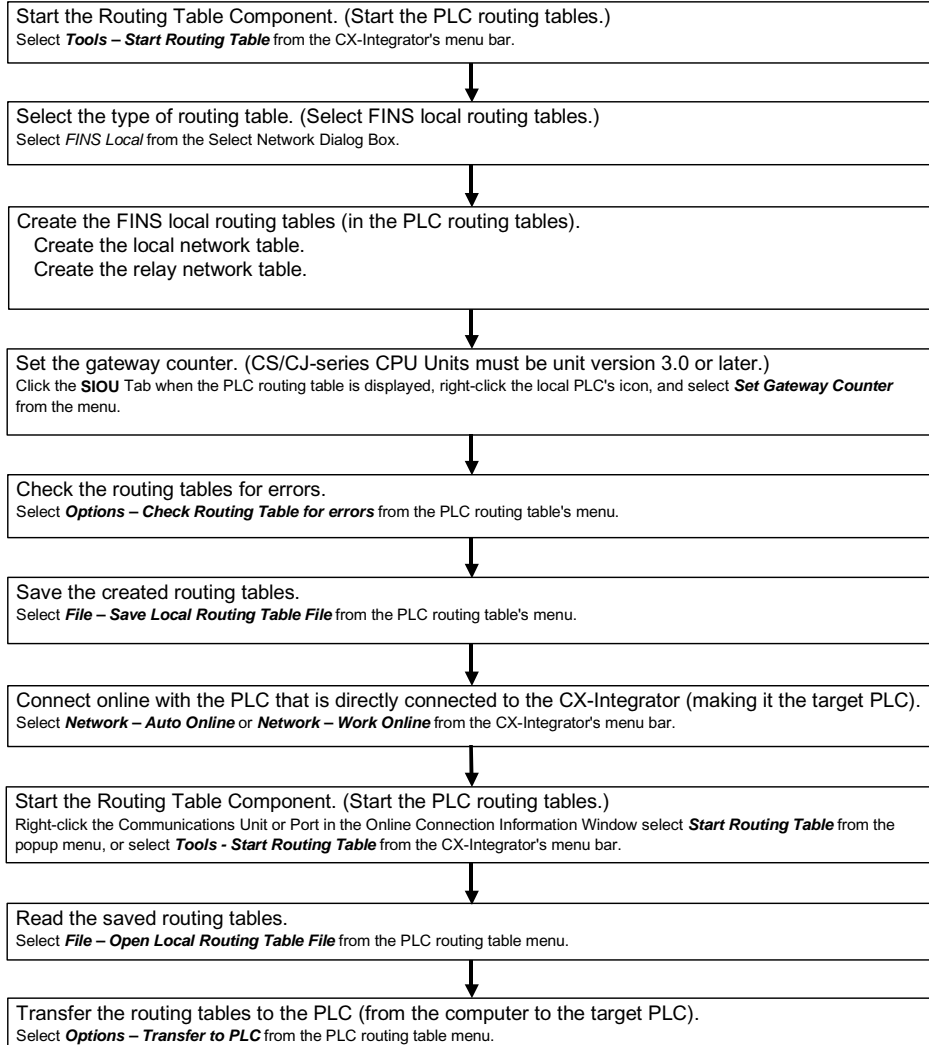 Start the Routing Table Component. (Start the PLC routing tables.)
Select Tools – Start Routing Table from the CX-Integrator's menu bar.
Select the type of routing table. (Select FINS local routing tables.)
Select FINS Local from the Select Network Dialog Box.
Create the FINS local routing tables (in the PLC routing tables).
Create the local network table.
Create the relay network table.
Set the gateway counter. (CS/CJ-series CPU Units must be unit version 3.0 or later.)
Click the SIOU Tab when the PLC routing table is displayed, right-click the local PLC's icon, and select Set Gateway Counter
from the menu.
Check the routing tables for errors.
Select Options – Check Routing Table for errors from the PLC routing table's menu.
Save the created routing tables.
Select File – Save Local Routing Table File from the PLC routing table's menu.
Connect online with the PLC that is directly connected to the CX-Integrator (making it the target PLC).
Select Network – Auto Online or Network – Work Online from the CX-Integrator's menu bar.
Start the Routing Table Component. (Start the PLC routing tables.)
Right-click the Communications Unit or Port in the Online Connection Information Window select Start Routing Table from the
popup menu, or select Tools - Start Routing Table from the CX-Integrator's menu bar.
Read the saved routing tables.
Select File – Open Local Routing Table File from the PLC routing table menu.
Transfer the routing tables to the PLC (from the computer to the target PLC).
Select Options – Transfer to PLC from the PLC routing table menu.